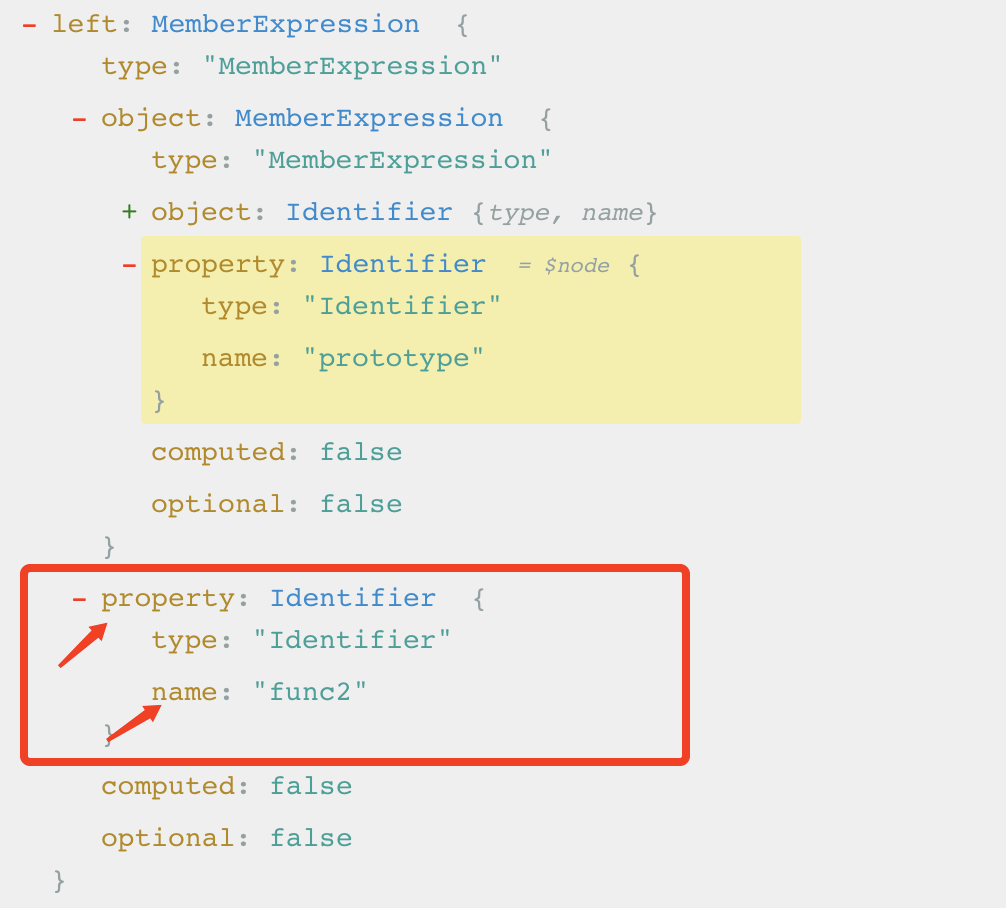 - left: MemberExpression {
type: "MemberExpression"
- object: MemberExpression {
type: "MemberExpression"
+ object: Identifier {type, name}
- property: Identifier = $node {
type: "Identifier"
name: "prototype"
}
computed: false
optional: false
}
- property: Identifier {
type: "Identifier"
name: "func2"
}
computed: false
optional: false
}